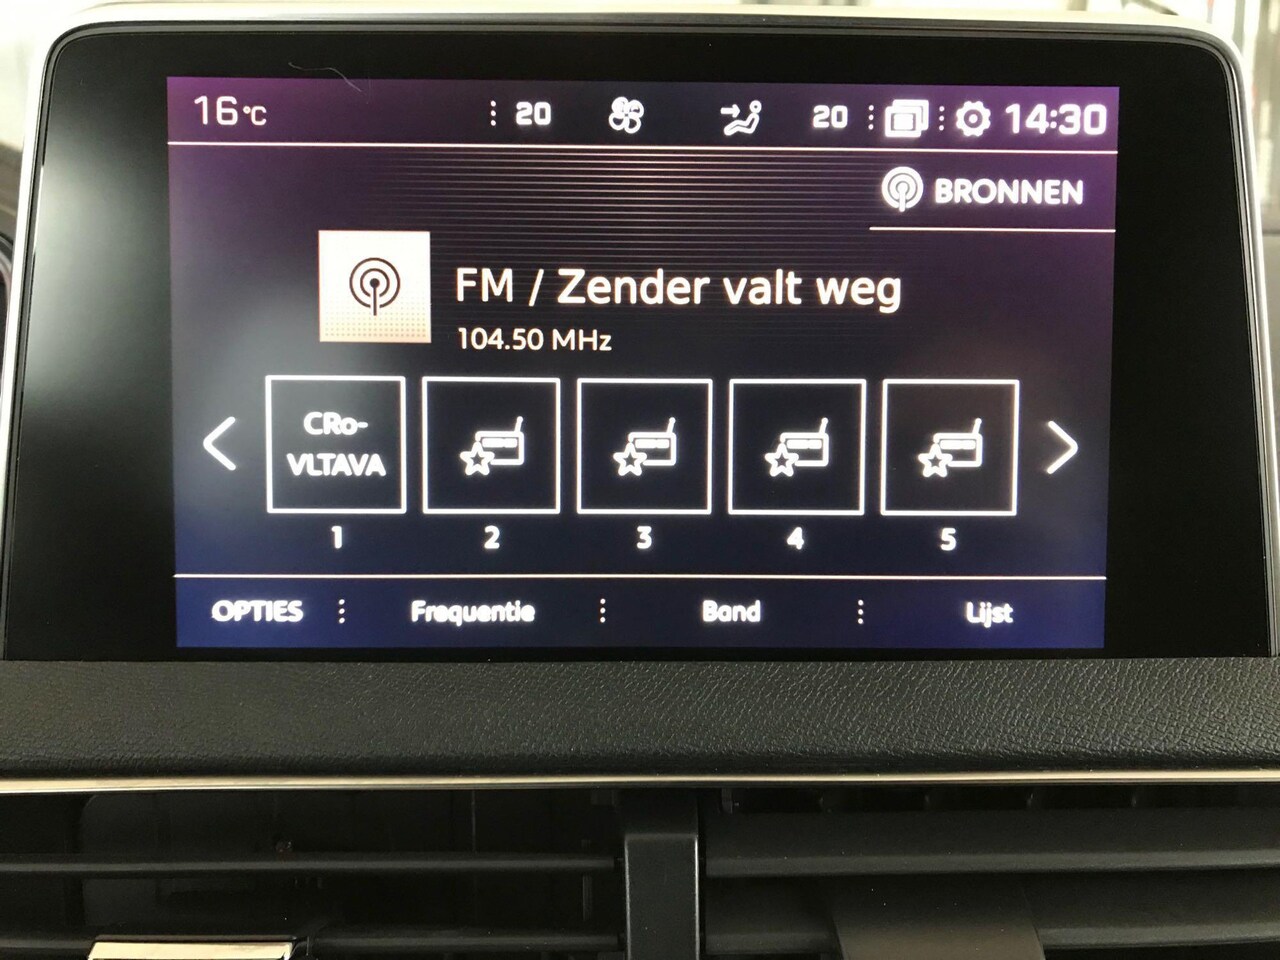 16°C 20 20 14:30
BRONNEN
FM / Zender valt weg
104.50 MHz
CRo-
VLTAVA
1 2 3 4 5
OPTIES Frequentie Band Lijst